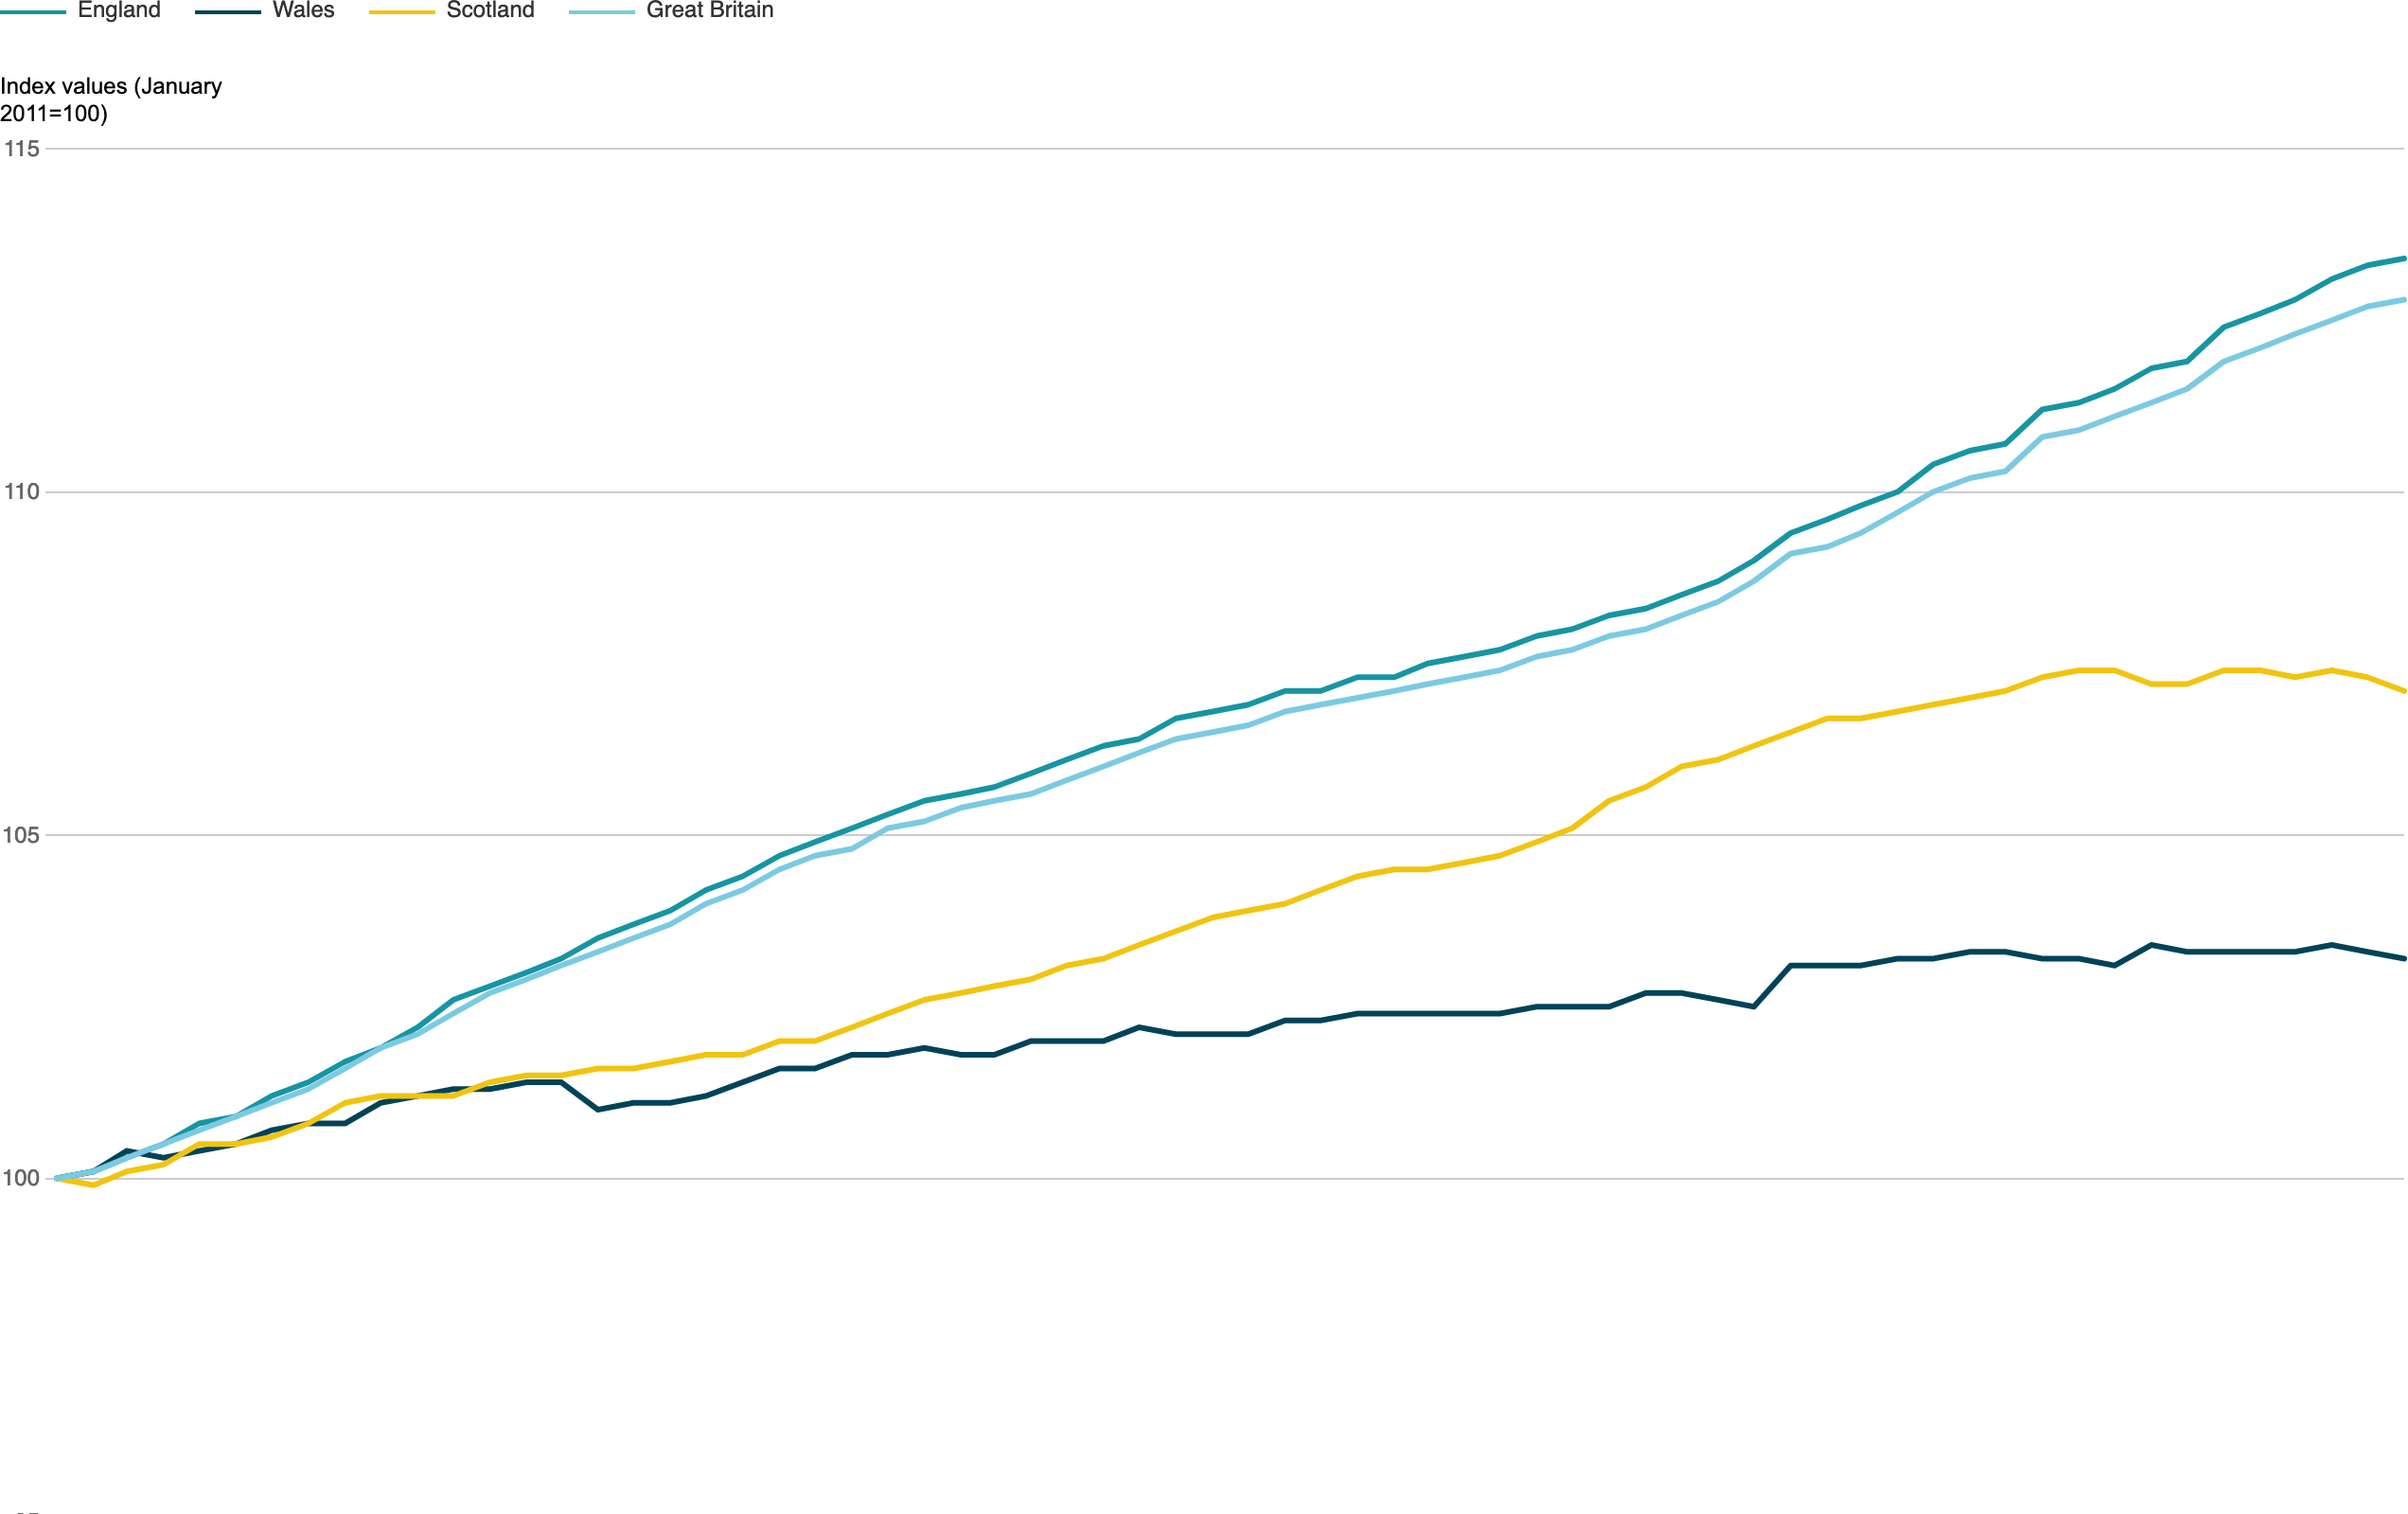 England Wales Scotland Great Britain
Index values (January
2011=100)
115
110
105
100